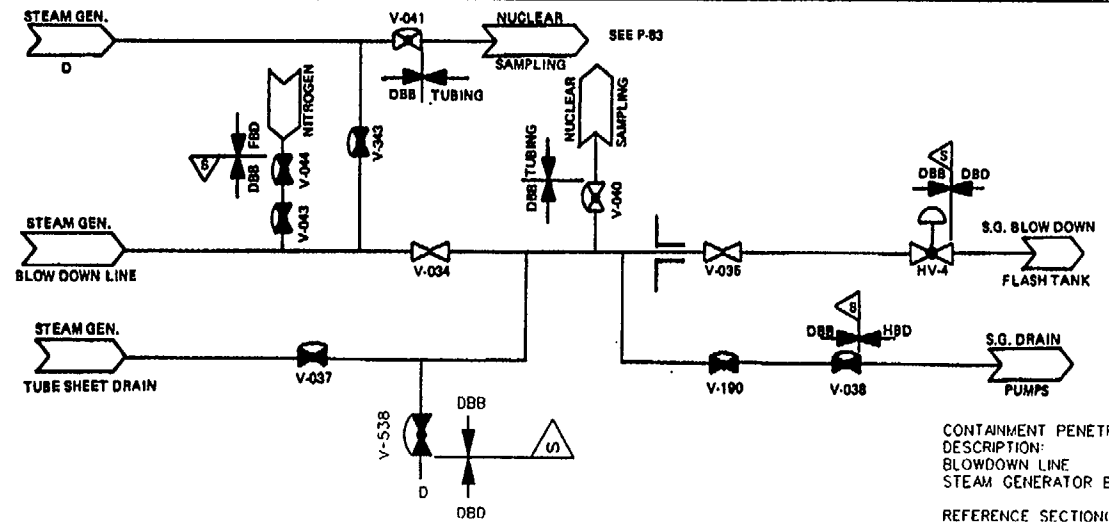 STEAM GEN.
D
V-041
NUCLEAR
SAMPLING
SEE P-83
DBB TUBING
NITROGEN
FBD
DBB
S
V-044
V-043
V-343
NUCLEAR
SAMPLING
DBB TUBING
V-040
S
DBB DBD
STEAM GEN.
BLOW DOWN LINE
V-034
V-035
HV-4
S.G. BLOW DOWN
FLASH TANK
STEAM GEN.
TUBE SHEET DRAIN
V-037
S
DBB HBD
V-190
V-038
S.G. DRAIN
PUMPS
V-538
DBB
S
D
DBD
CONTAINMENT PENETR
DESCRIPTION:
BLOWDOWN LINE
STEAM GENERATOR B
REFERENCE SECTION(